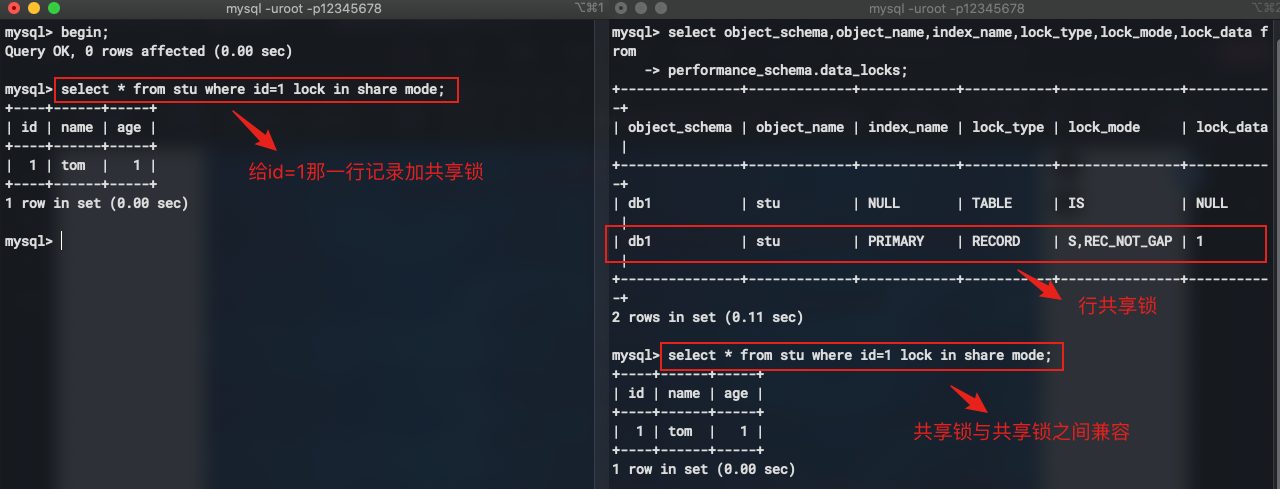 mysql -uroot -p12345678
⌥⌘1
mysql> begin;
Query OK, 0 rows affected (0.00 sec)
mysql> select * from stu where id=1 lock in share mode;
+----+------+-----+
| id | name | age |
+----+------+-----+
|  1 | tom  |   1 |
+----+------+-----+
1 row in set (0.00 sec)
mysql>
给id=1那一行记录加共享锁
mysql -uroot -p12345678
⌥⌘2
mysql> select object_schema,object_name,index_name,lock_type,lock_mode,lock_data f
rom
    -> performance_schema.data_locks;
+---------------+-------------+------------+-----------+---------------+----------
-+
| object_schema | object_name | index_name | lock_type | lock_mode     | lock_data
 |
+---------------+-------------+------------+-----------+---------------+----------
-+
| db1           | stu         | NULL       | TABLE     | IS            | NULL
 |
| db1           | stu         | PRIMARY    | RECORD    | S,REC_NOT_GAP | 1
 |
+---------------+-------------+------------+-----------+---------------+----------
-+
行共享锁
2 rows in set (0.11 sec)
mysql> select * from stu where id=1 lock in share mode;
+----+------+-----+
| id | name | age |
+----+------+-----+
|  1 | tom  |   1 |
+----+------+-----+
1 row in set (0.00 sec)
共享锁与共享锁之间兼容